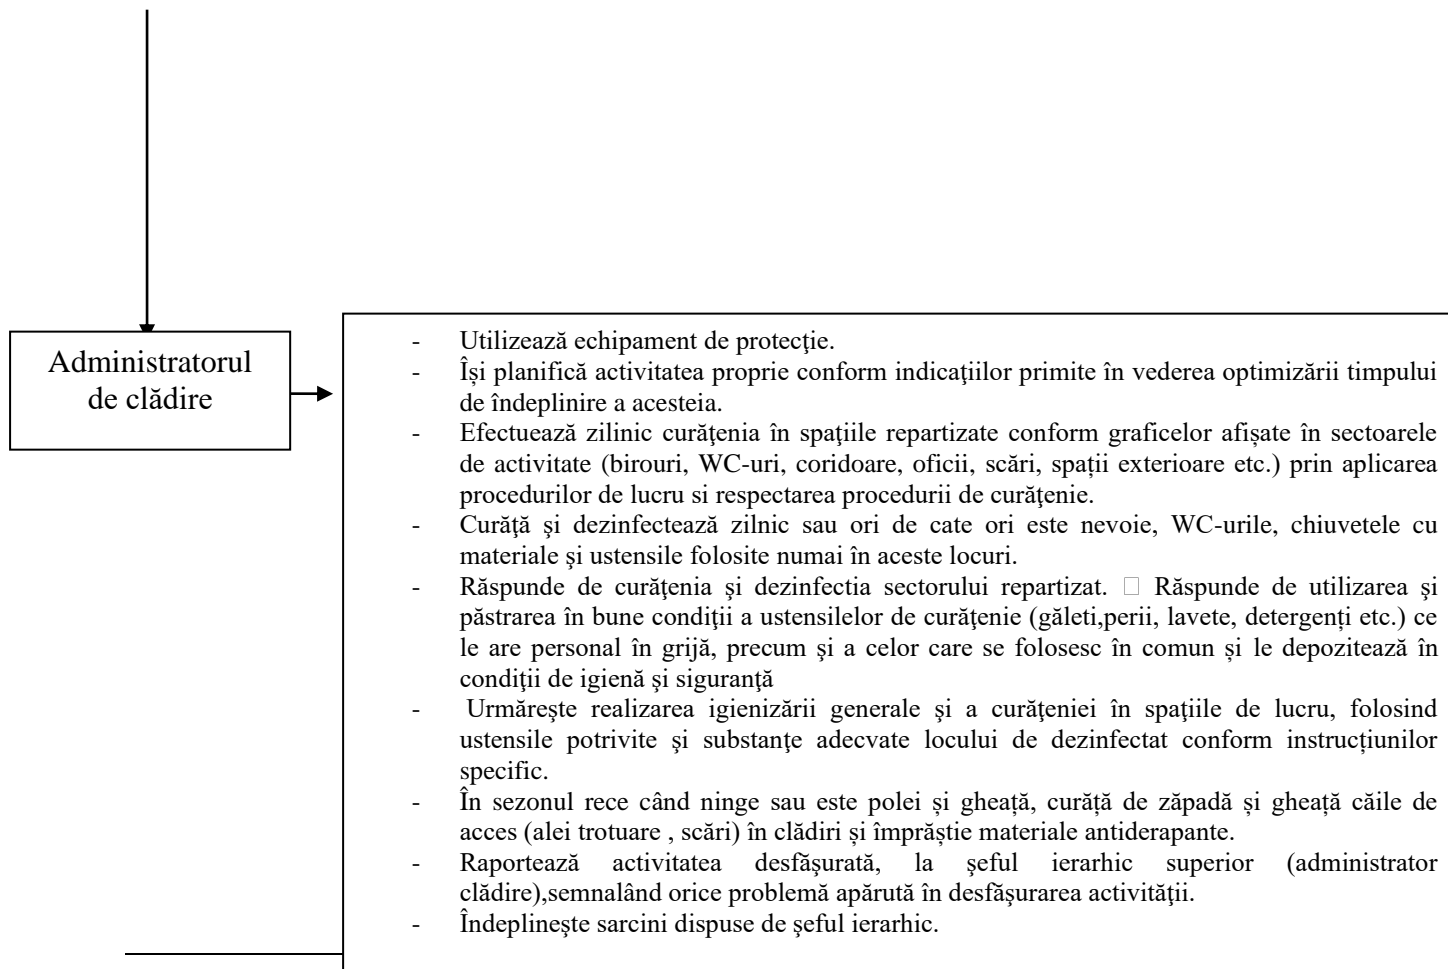 Administratorul
de clădire
- Utilizează echipament de protecţie.
- Își planifică activitatea proprie conform indicaţiilor primite în vederea optimizării timpului
de îndeplinire a acesteia.
- Efectuează zilinic curăţenia în spaţiile repartizate conform graficelor afișate în sectoarele
de activitate (birouri, WC-uri, coridoare, oficii, scări, spații exterioare etc.) prin aplicarea
procedurilor de lucru si respectarea procedurii de curăţenie.
- Curăţă şi dezinfectează zilnic sau ori de cate ori este nevoie, WC-urile, chiuvetele cu
materiale şi ustensile folosite numai în aceste locuri.
- Răspunde de curăţenia şi dezinfectia sectorului repartizat. □ Răspunde de utilizarea şi
păstrarea în bune condiţii a ustensilelor de curăţenie (găleti,perii, lavete, detergenți etc.) ce
le are personal în grijă, precum şi a celor care se folosesc în comun și le depozitează în
condiţii de igienă şi siguranţă
- Urmăreşte realizarea igienizării generale şi a curăţeniei în spaţiile de lucru, folosind
ustensile potrivite şi substanţe adecvate locului de dezinfectat conform instrucțiunilor
specific.
- În sezonul rece când ninge sau este polei și gheață, curăță de zăpadă și gheață căile de
acces (alei trotuare , scări) în clădiri și împrăștie materiale antiderapante.
- Raportează activitatea desfăşurată, la şeful ierarhic superior (administrator
clădire),semnalând orice problemă apărută în desfăşurarea activităţii.
- Îndeplineşte sarcini dispuse de şeful ierarhic.